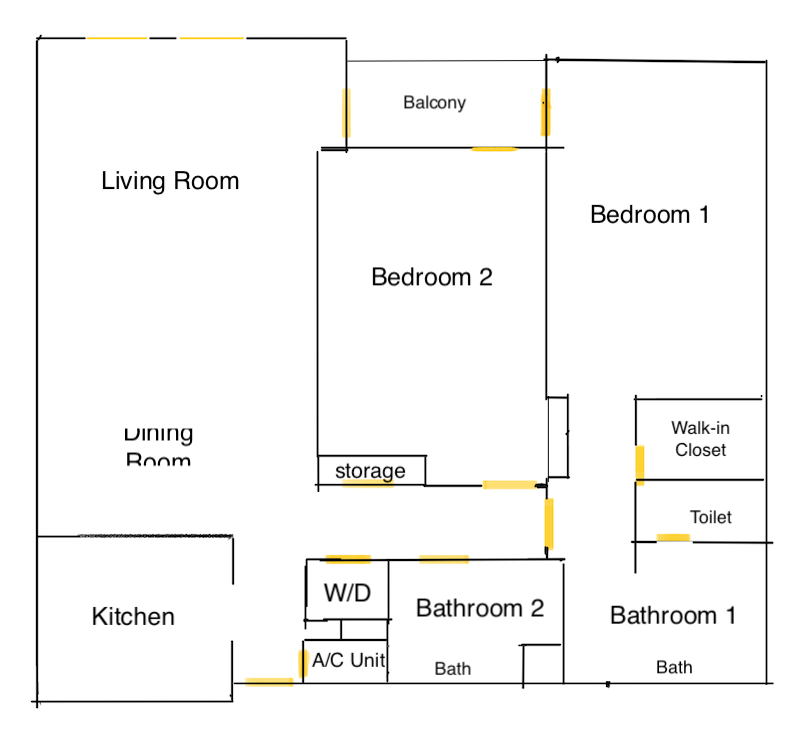 Balcony
Living Room
Bedroom 1
Bedroom 2
Dining
Room
Walk-in
Closet
storage
Toilet
W/D
Kitchen
Bathroom 2
Bathroom 1
A/C Unit
Bath
Bath